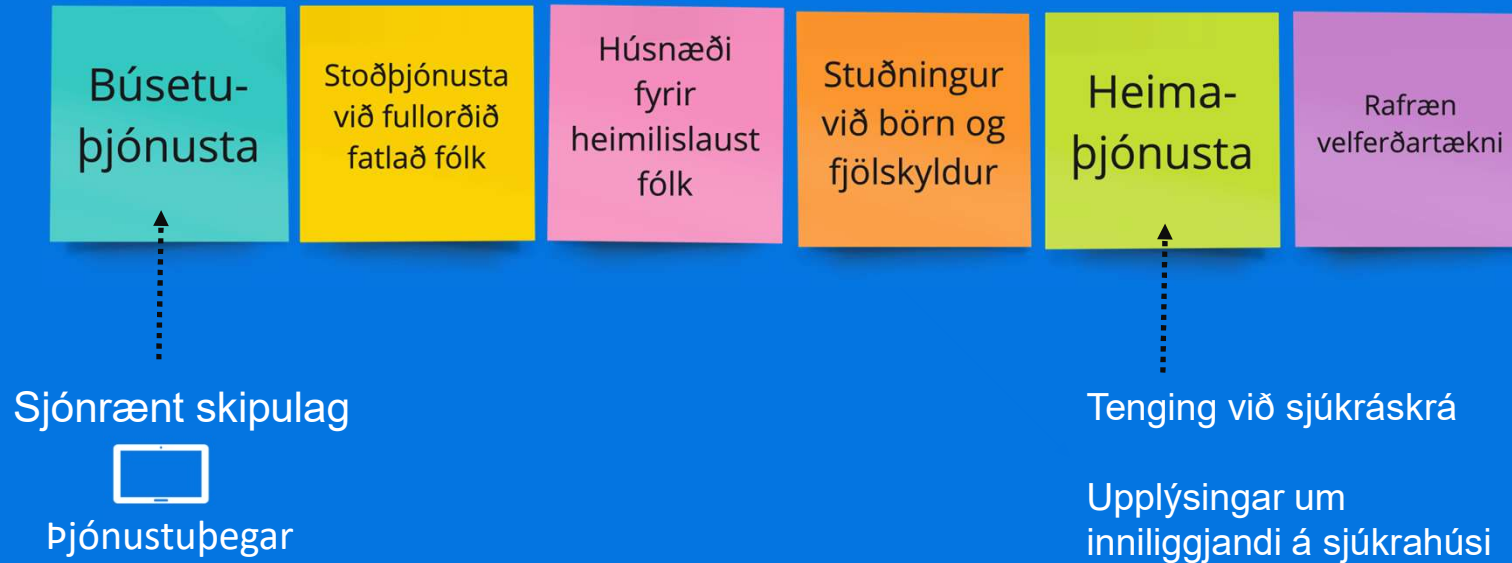 Búsetu-
þjónusta
Stoðþjónusta
við fullorðið
fatlað fólk
Húsnæði
fyrir
heimilislaust
fólk
Stuðningur
við börn og
fjölskyldur
Heima-
þjónusta
Rafræn
velferðartækni
Sjónrænt skipulag
Þjónustuþegar
Tenging við sjúkráskrá
Upplýsingar um
inniliggjandi á sjúkrahúsi